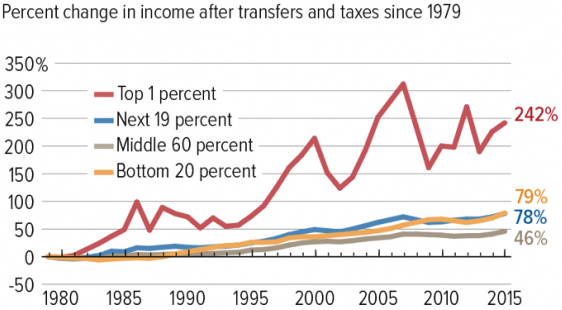 Percent change in income after transfers and taxes since 1979
350%
300
250
200
150
100
50
0
-50
Top 1 percent
Next 19 percent
Middle 60 percent
Bottom 20 percent
242%
79%
78%
46%
1980 1985 1990 1995 2000 2005 2010 2015